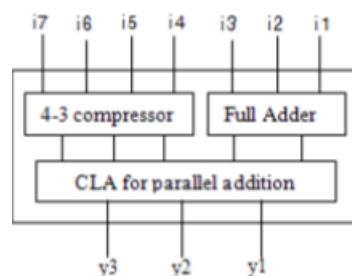 i7 i6 i5 i4 i3 i2 i1
4-3 compressor Full Adder
CLA for parallel addition
y3 y2 y1